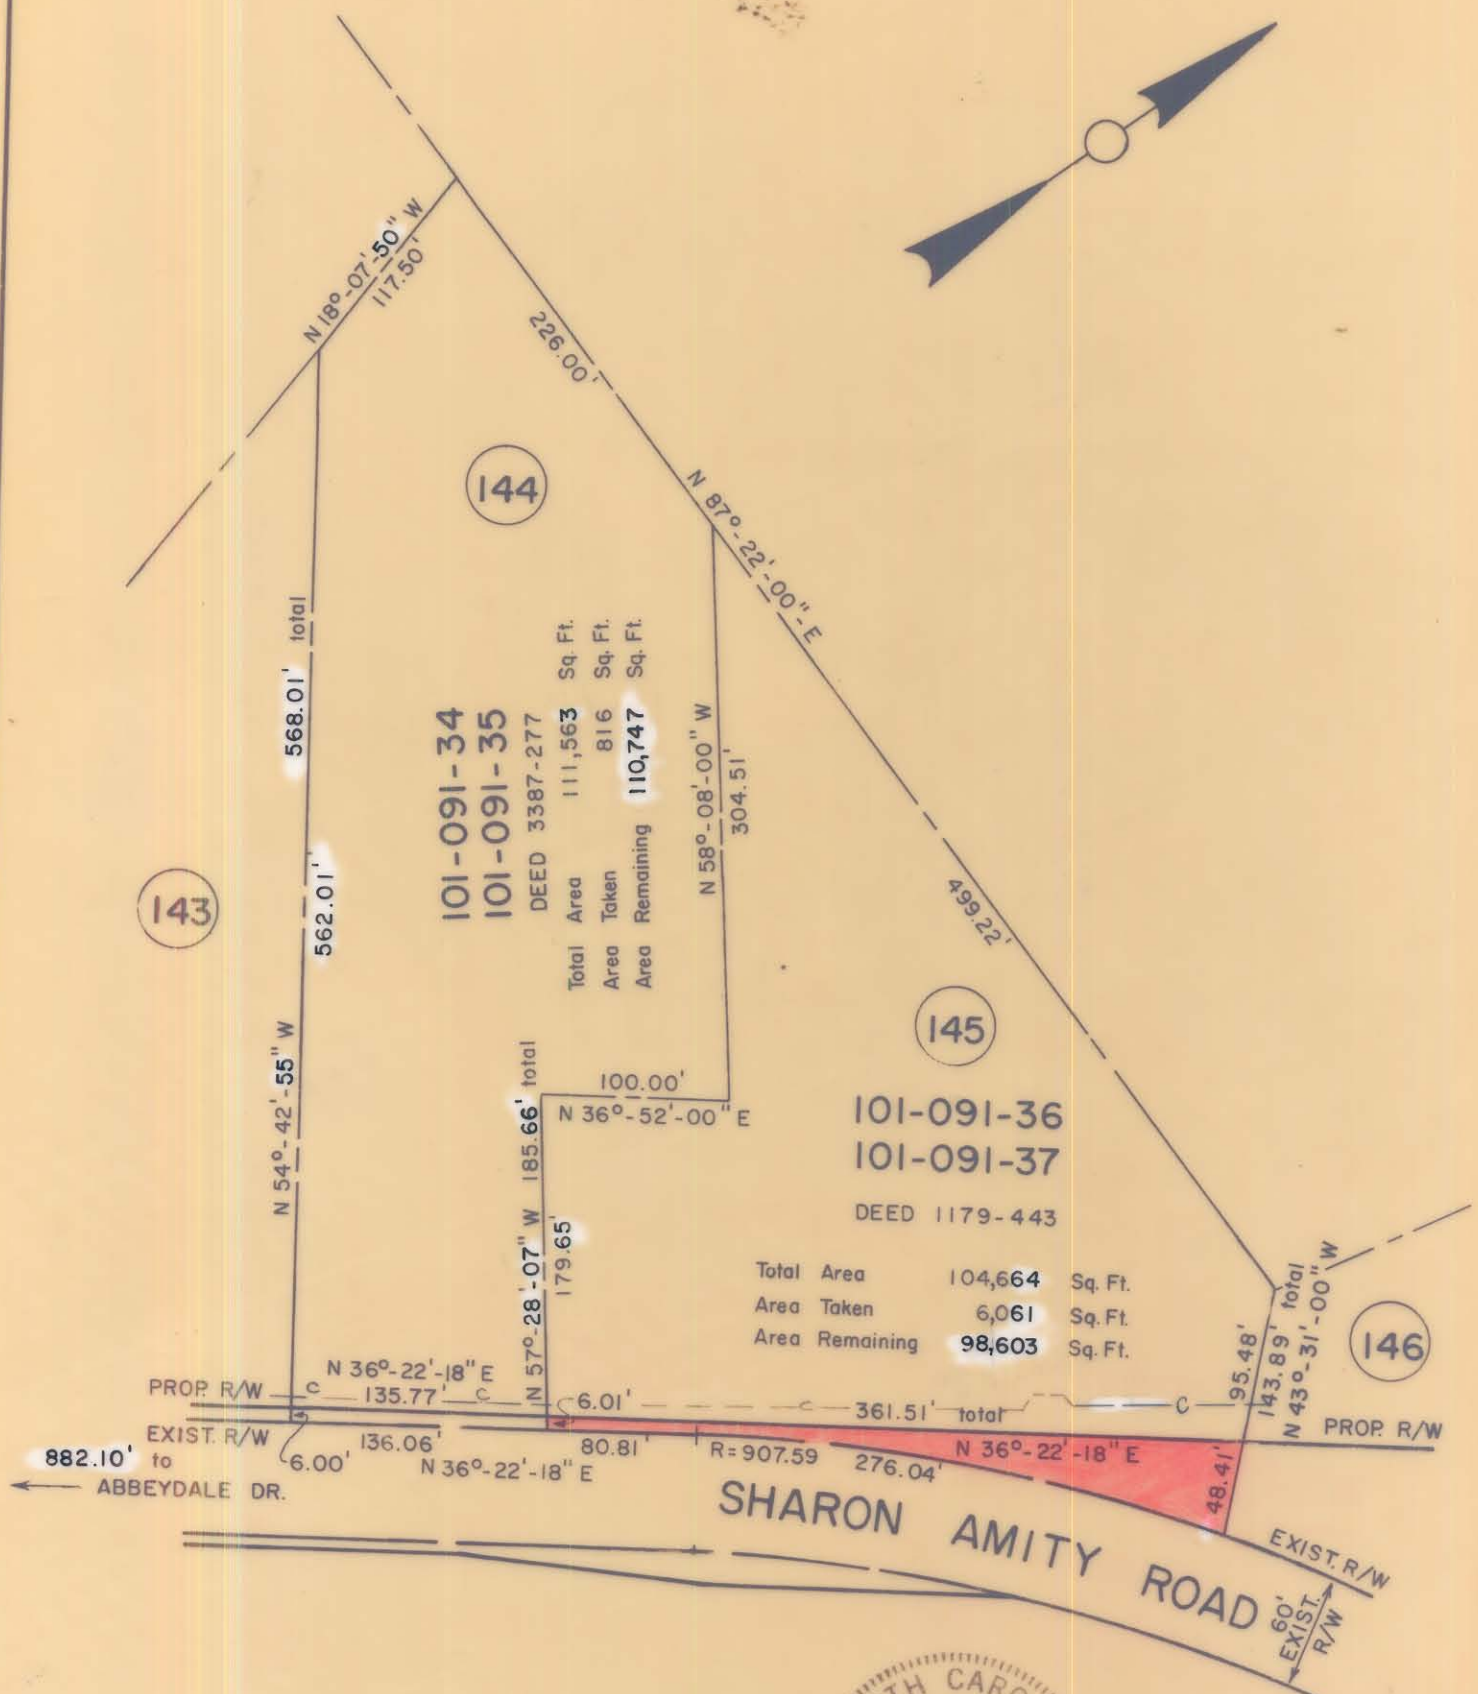 N 18°-07'-50" W
117.50'
226.00'
144
N 87°-22'-00"-E
568.01' total
562.01'
101-091-34
101-091-35
DEED 3387-277
Total Area 111,563 Sq. Ft.
Area Taken 816 Sq. Ft.
Area Remaining 110,747 Sq. Ft.
N 58°-08'-00" W
304.51'
143
499.22'
145
N 54°-42'-55" W
100.00'
N 36°-52'-00" E
N 57°-28'-07" W 185.66' total
179.65'
101-091-36
101-091-37
DEED 1179-443
Total Area 104,664 Sq. Ft.
Area Taken 6,061 Sq. Ft.
Area Remaining 98,603 Sq. Ft.
95.48'
143.89' total
N 43°-31'-00" W
146
N 36°-22'-18" E
PROP. R/W C 135.77' C 6.01' C 361.51' total C PROP. R/W
EXIST. R/W 136.06' 80.81' R=907.59 276.04' N 36°-22'-18" E
48.41'
6.00' N 36°-22'-18" E
882.10' to
ABBEYDALE DR.
SHARON AMITY ROAD
EXIST. R/W
60'
EXIST.
R/W